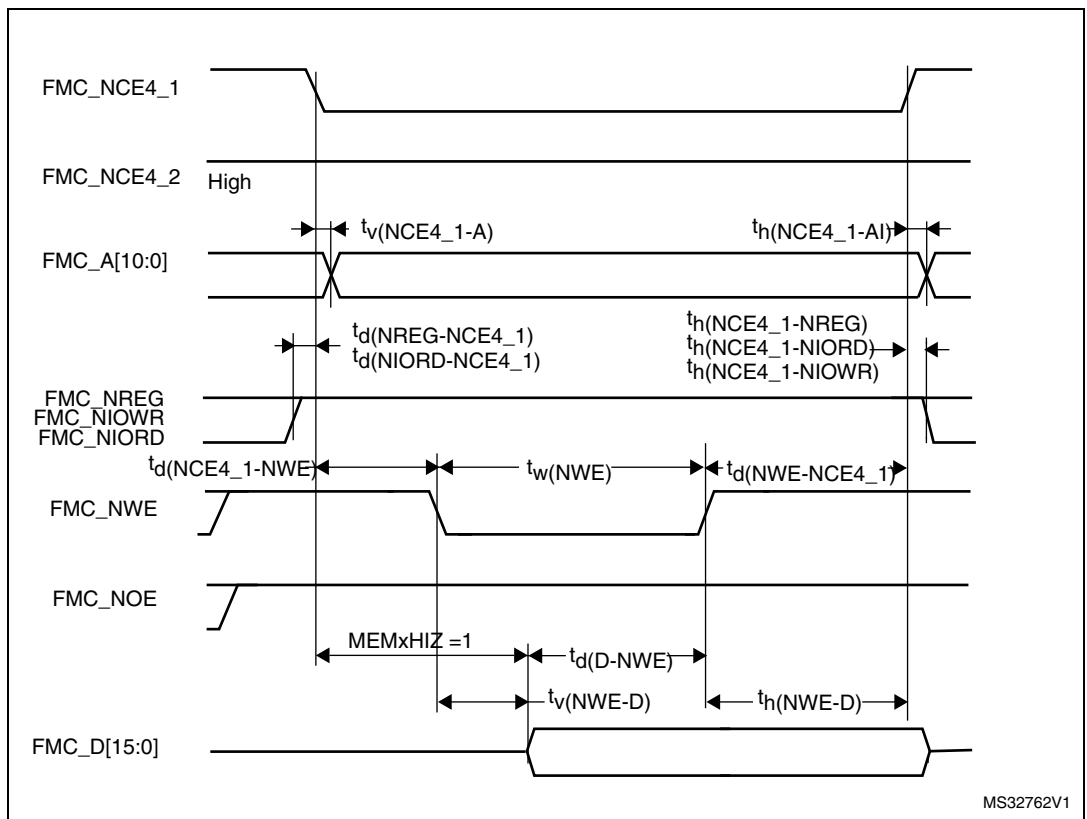 FMC_NCE4_1
FMC_NCE4_2 High
tv(NCE4_1-A)
th(NCE4_1-AI)
FMC_A[10:0]
td(NREG-NCE4_1)
td(NIORD-NCE4_1)
th(NCE4_1-NREG)
th(NCE4_1-NIORD)
th(NCE4_1-NIOWR)
FMC_NREG
FMC_NIOWR
FMC_NIORD
td(NCE4_1-NWE)
tw(NWE)
td(NWE-NCE4_1)
FMC_NWE
FMC_NOE
MEMxHIZ =1
td(D-NWE)
tv(NWE-D)
th(NWE-D)
FMC_D[15:0]
MS32762V1